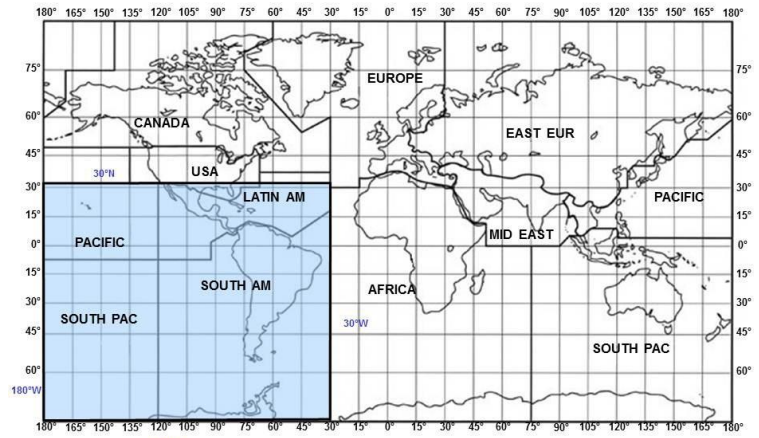 180° 165° 150° 135° 120° 105° 90° 75° 60° 45° 30° 15° 0° 15° 30° 45° 60° 75° 90° 105° 120° 135° 150° 165° 180°
75° EUROPE 75°
60° CANADA EAST EUR 60°
45° 45°
30°N USA
30° LATIN AM PACIFIC 30°
15° 15°
PACIFIC MID EAST
0° 0°
15° 15°
SOUTH AM AFRICA
30° 30°
SOUTH PAC 30°W
45° SOUTH PAC 45°
60° 60°
180°W
180° 165° 150° 135° 120° 105° 90° 75° 60° 45° 30° 15° 0° 15° 30° 45° 60° 75° 90° 105° 120° 135° 150° 165° 180°